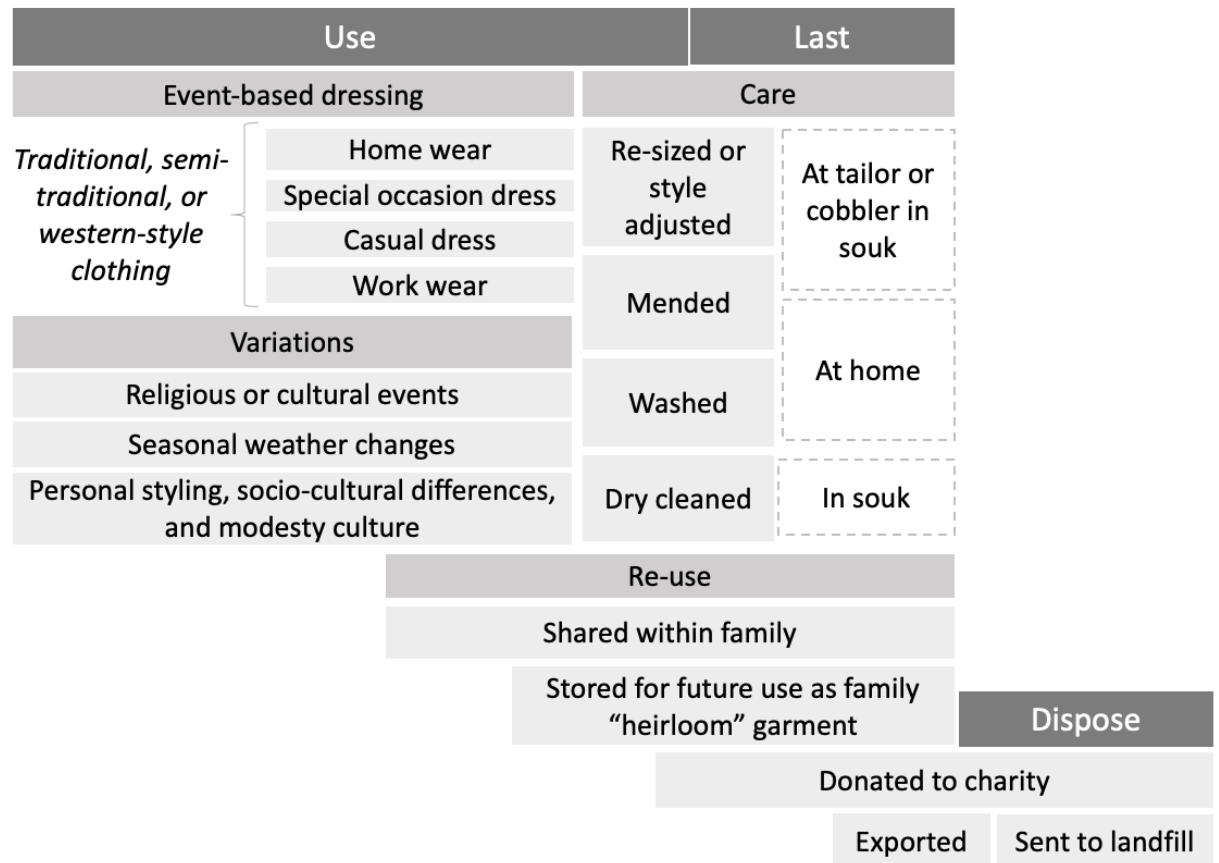 Use
Last
Event-based dressing
Care
Traditional, semi-
traditional, or
western-style
clothing
Home wear
Special occasion dress
Casual dress
Work wear
Re-sized or
style
adjusted
At tailor or
cobbler in
souk
Mended
At home
Variations
Religious or cultural events
Seasonal weather changes
Personal styling, socio-cultural differences,
and modesty culture
Washed
Dry cleaned
In souk
Re-use
Shared within family
Stored for future use as family
“heirloom” garment
Dispose
Donated to charity
Exported
Sent to landfill